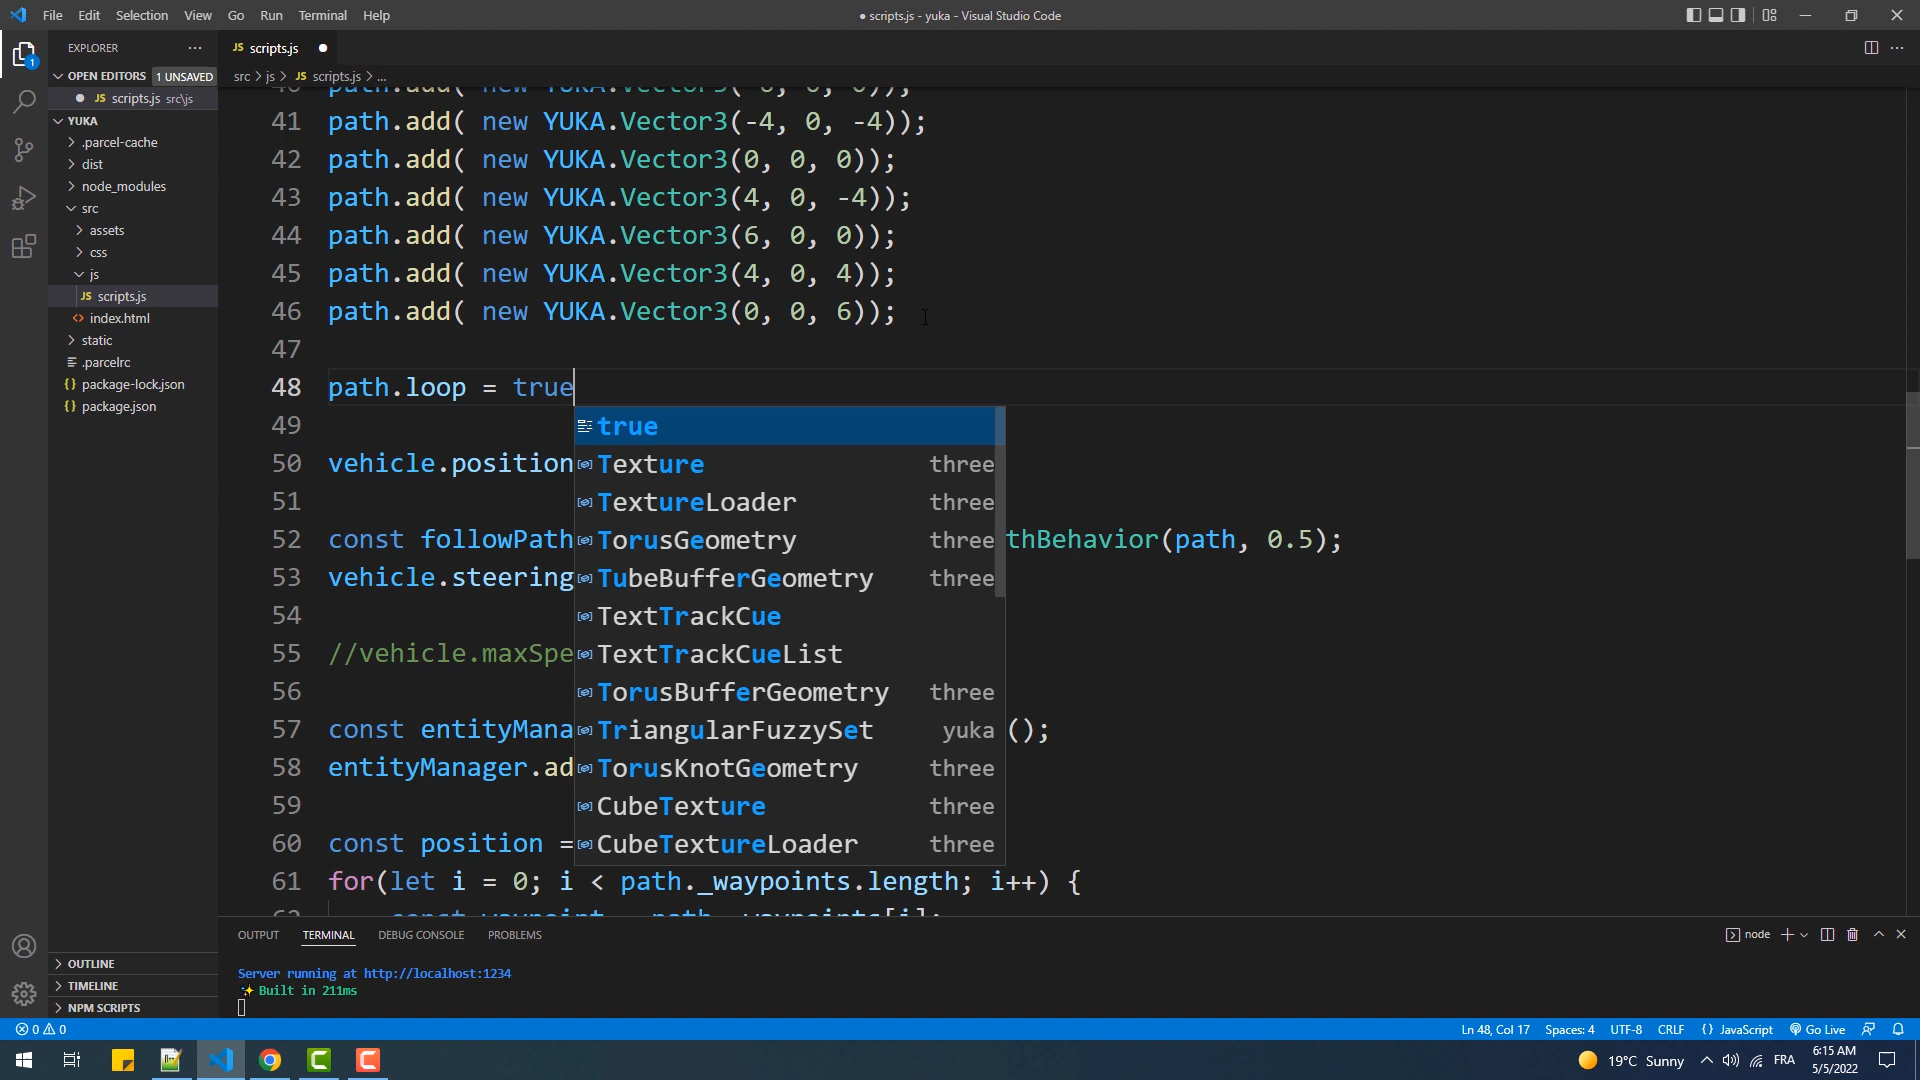 File Edit Selection View Go Run Terminal Help
● scripts.js - yuka - Visual Studio Code
EXPLORER
OPEN EDITORS 1 UNSAVED
JS scripts.js src\js
YUKA
.parcel-cache
dist
node_modules
src
assets
css
js
JS scripts.js
index.html
static
.parcelrc
{} package-lock.json
{} package.json
OUTLINE
TIMELINE
NPM SCRIPTS
1
JS scripts.js ●
src > js > JS scripts.js > ...
41 path.add( new YUKA.Vector3(-4, 0, -4));
42 path.add( new YUKA.Vector3(0, 0, 0));
43 path.add( new YUKA.Vector3(4, 0, -4));
44 path.add( new YUKA.Vector3(6, 0, 0));
45 path.add( new YUKA.Vector3(4, 0, 4));
46 path.add( new YUKA.Vector3(0, 0, 6));
47
48 path.loop = true
49 true
50 vehicle.position Texture three
51 TextureLoader three
52 const followPath TorusGeometry three thBehavior(path, 0.5);
53 vehicle.steering TubeBufferGeometry three
54 TextTrackCue
55 //vehicle.maxSpe TextTrackCueList
56 TorusBufferGeometry three
57 const entityMana TriangularFuzzySet yuka ();
58 entityManager.ad TorusKnotGeometry three
59 CubeTexture three
60 const position = CubeTextureLoader three
61 for(let i = 0; i < path._waypoints.length; i++) {
OUTPUT TERMINAL DEBUG CONSOLE PROBLEMS
node
Server running at http://localhost:1234
✨ Built in 211ms
0 0
Ln 48, Col 17 Spaces: 4 UTF-8 CRLF {} JavaScript Go Live
19°C Sunny FRA 6:15 AM
5/5/2022